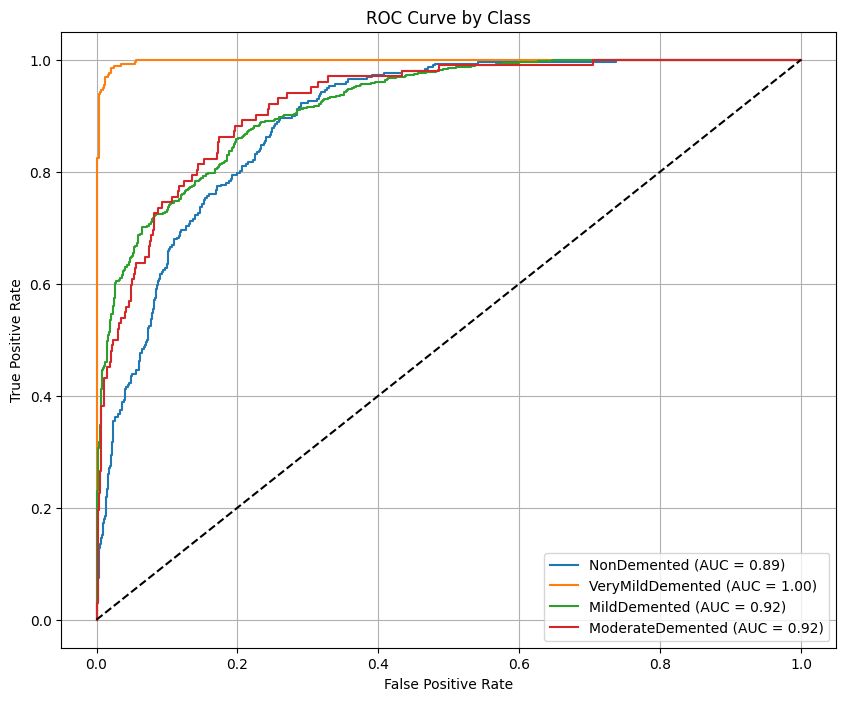 ROC Curve by Class
True Positive Rate
1.0
0.8
0.6
0.4
0.2
0.0
0.0 0.2 0.4 0.6 0.8 1.0
False Positive Rate
NonDemented (AUC = 0.89)
VeryMildDemented (AUC = 1.00)
MildDemented (AUC = 0.92)
ModerateDemented (AUC = 0.92)